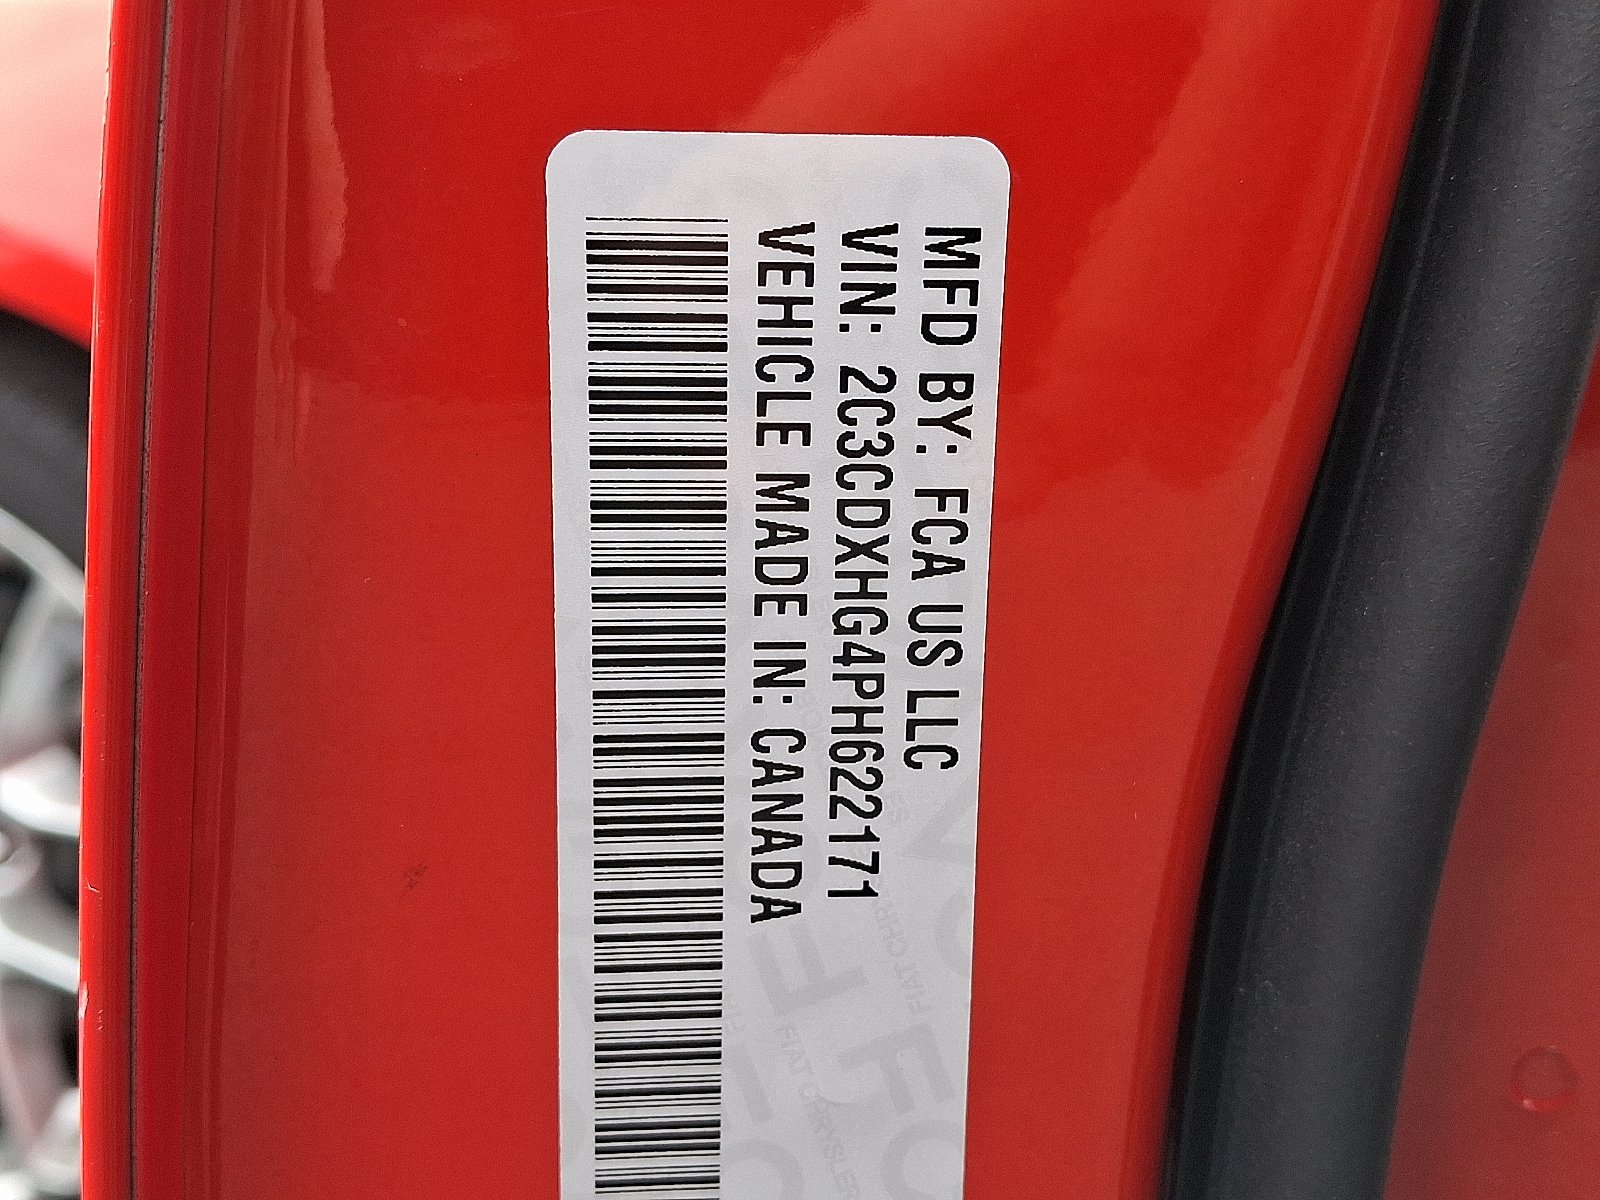 MFD BY: FCA US LLC
VIN: 2C3CDXHG4PH622171
VEHICLE MADE IN: CANADA